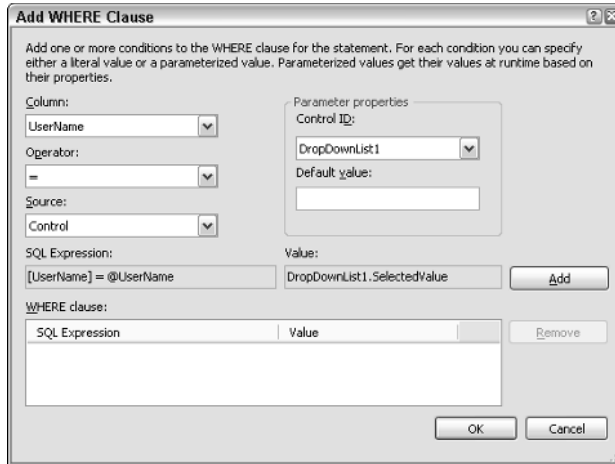 Add WHERE Clause
Add one or more conditions to the WHERE clause for the statement. For each condition you can specify
either a literal value or a parameterized value. Parameterized values get their values at runtime based on
their properties.
Column:
UserName
Operator:
=
Source:
Control
Parameter properties
Control ID:
DropDownList1
Default value:
SQL Expression:
[UserName] = @UserName
Value:
DropDownList1.SelectedValue
Add
WHERE clause:
SQL Expression Value
Remove
OK Cancel